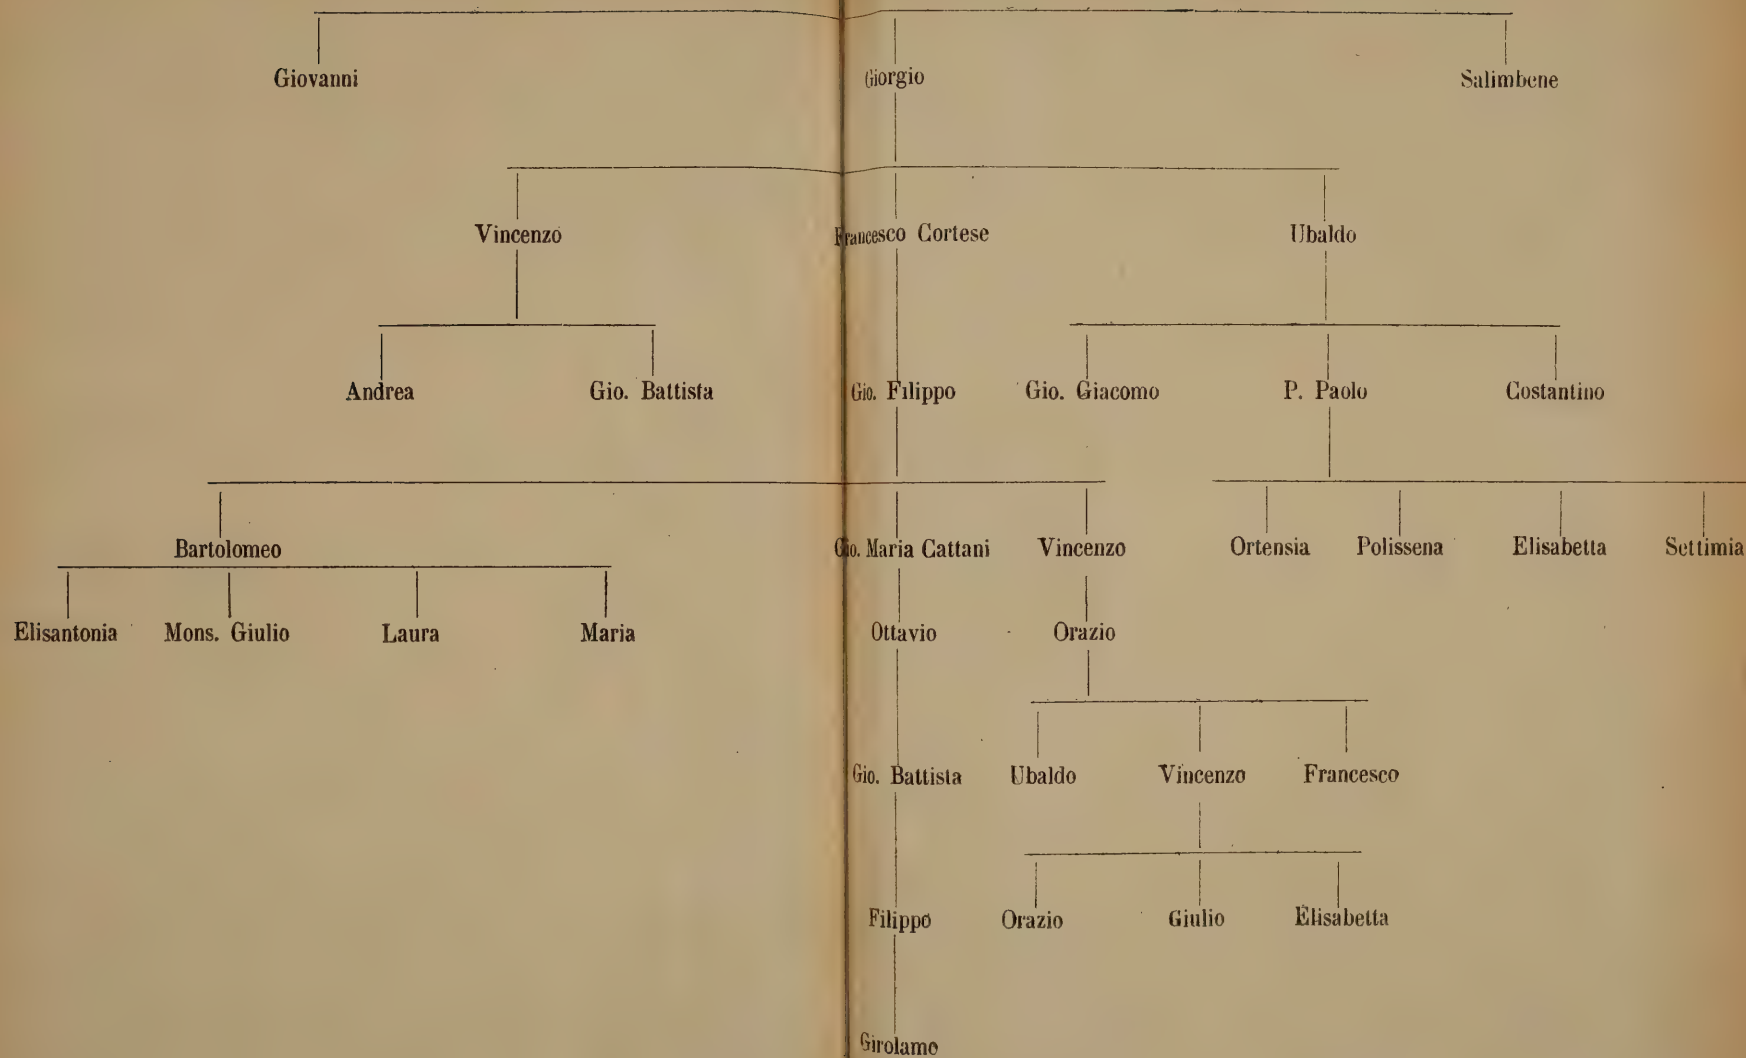 Giovanni Giorgio Salimbene
Vincenzo Francesco Cortese Ubaldo
Andrea Gio. Battista Gio. Filippo Gio. Giacomo P. Paolo Costantino
Bartolomeo Gio. Maria Cattani Vincenzo Ortensia Polissena Elisabetta Settimia
Elisantonia Mons. Giulio Laura Maria Ottavio Orazio
Gio. Battista Ubaldo Vincenzo Francesco
Filippo Orazio Giulio Elisabetta
Girolamo